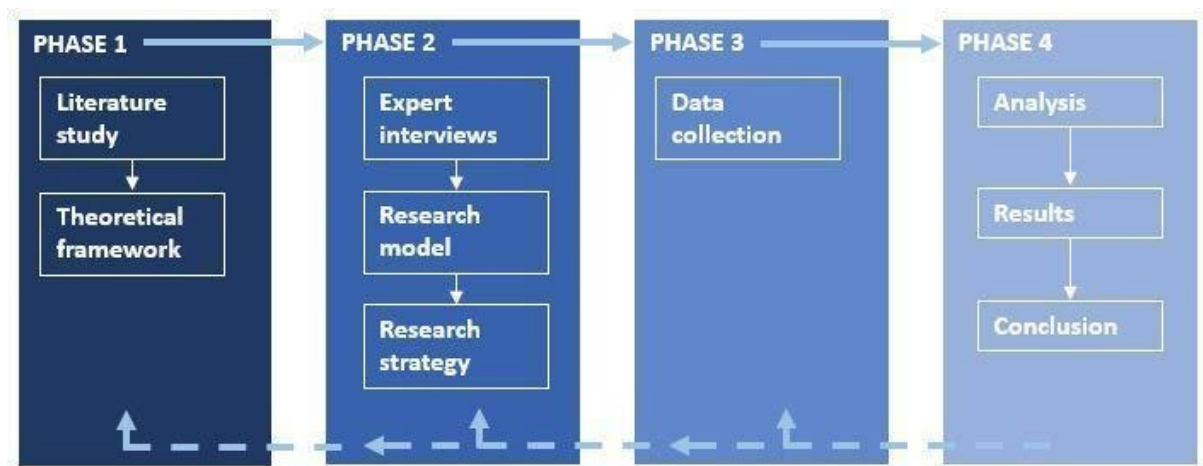 PHASE 1
Literature
study
Theoretical
framework
PHASE 2
Expert
interviews
Research
model
Research
strategy
PHASE 3
Data
collection
PHASE 4
Analysis
Results
Conclusion